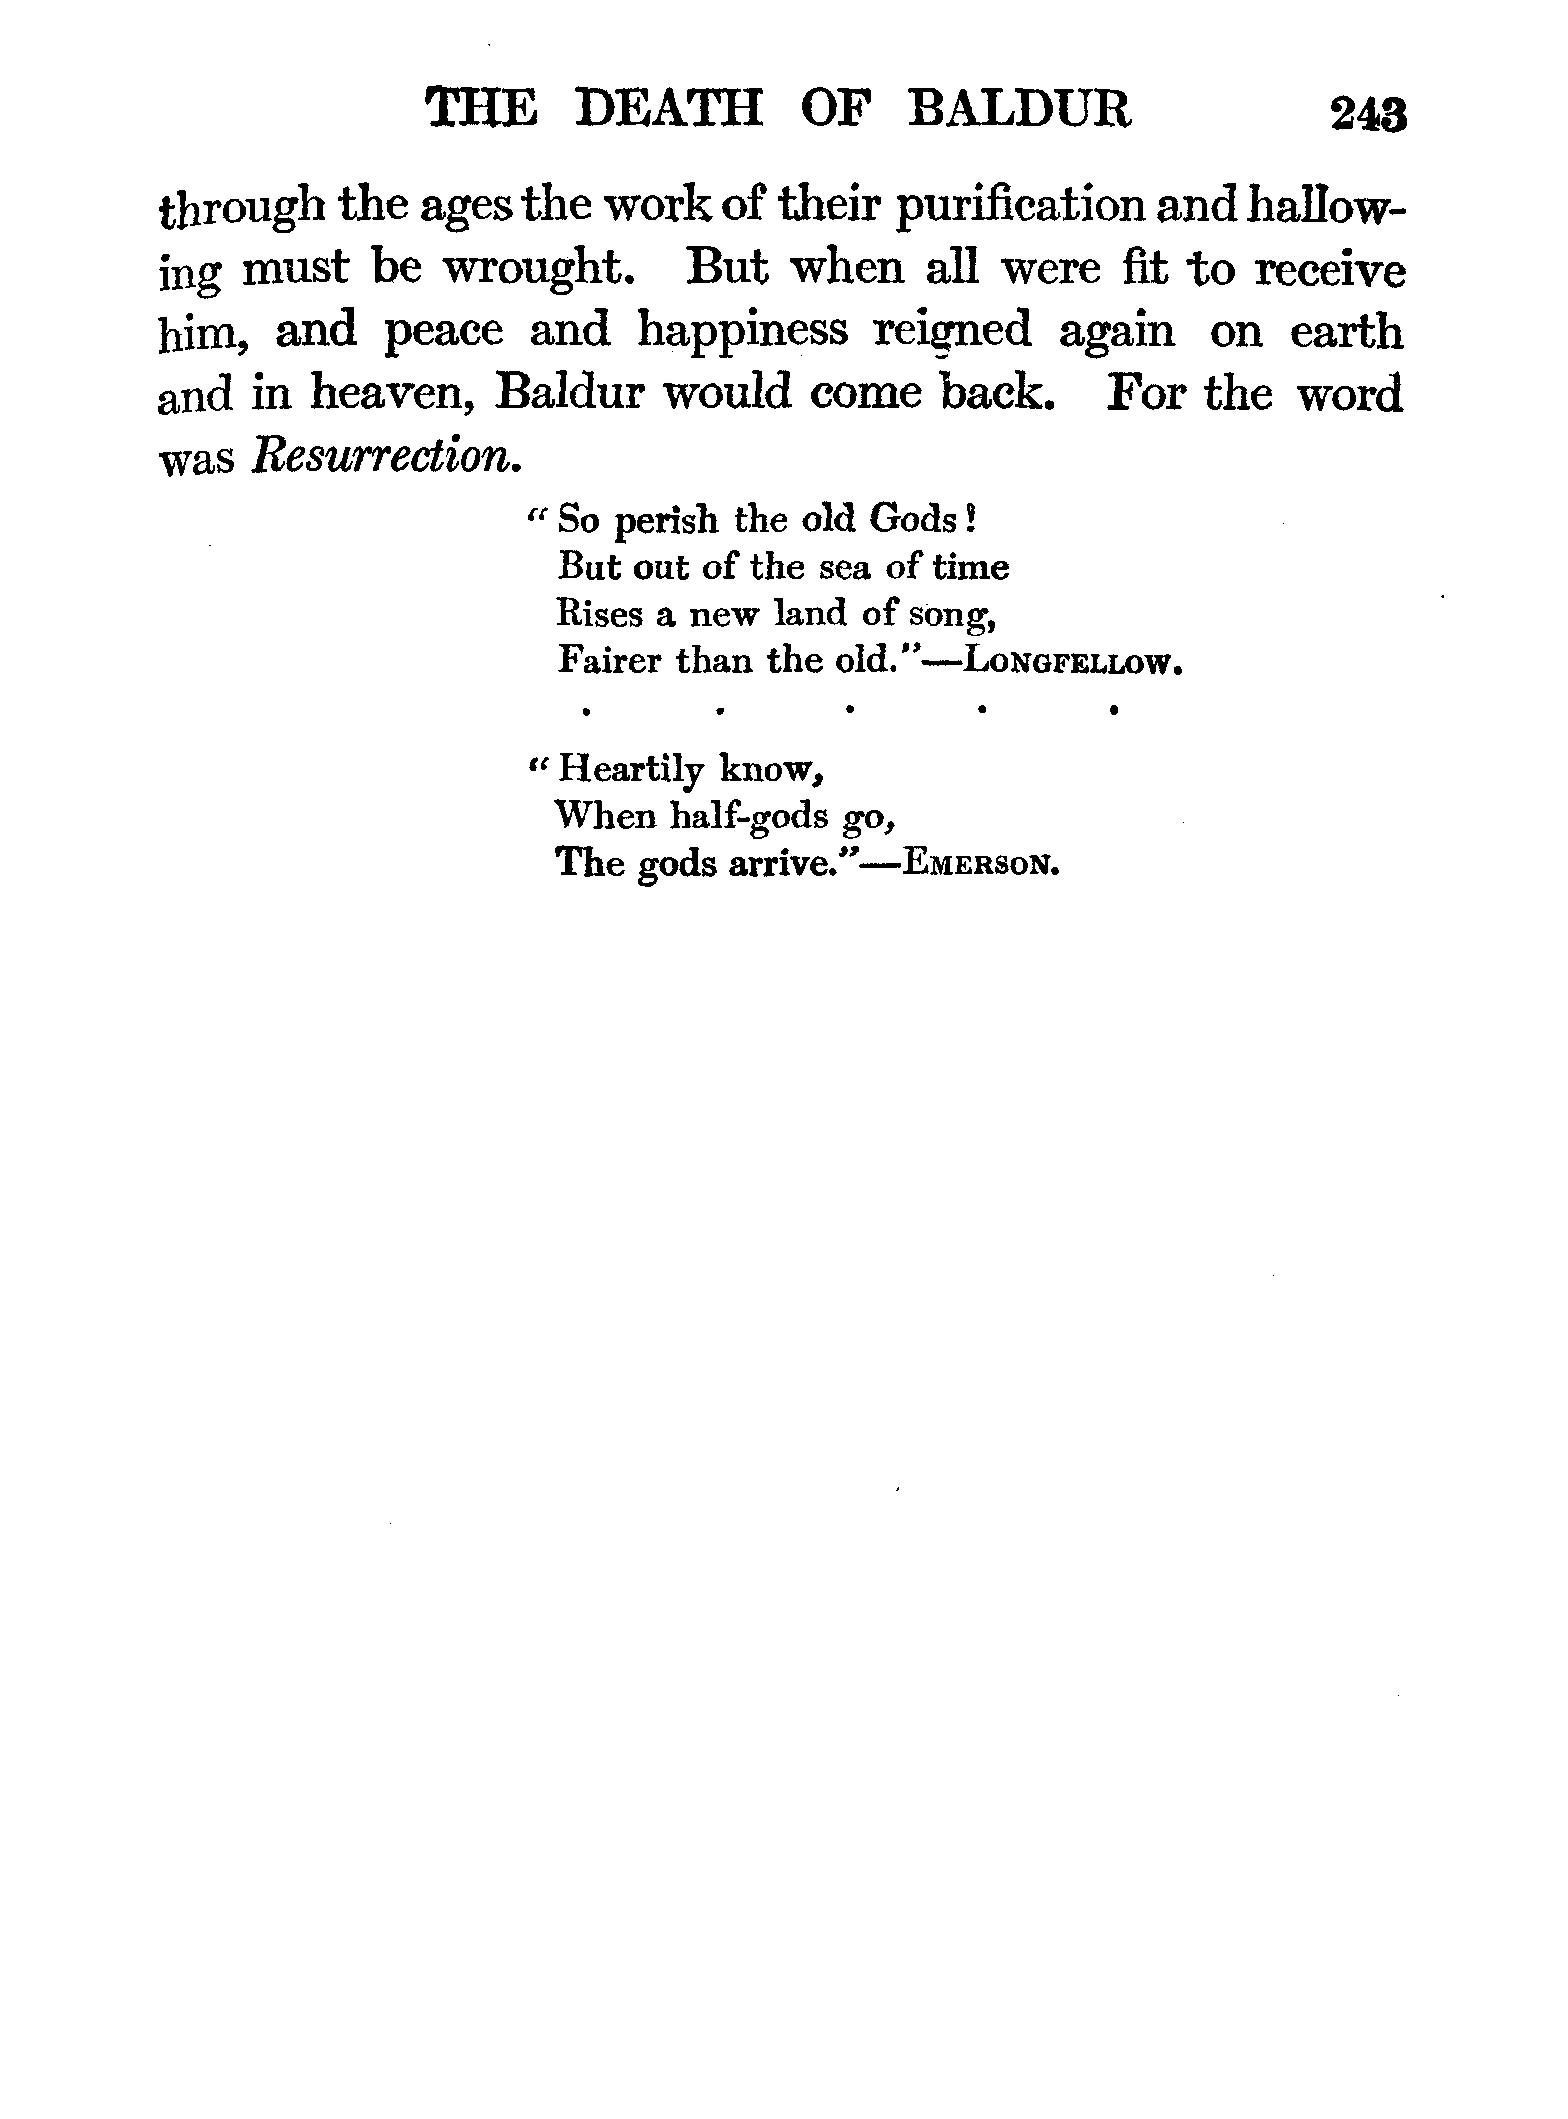 THE DEATH OF BALDUR 243
through the ages the work of their purification and hallow-
ing must be wrought. But when all were fit to receive
him, and peace and happiness reigned again on earth
and in heaven, Baldur would come back. For the word
was Resurrection.
“ So perish the old Gods !
But out of the sea of time
Rises a new land of song,
Fairer than the old.”—LONGFELLOW.
. . . . .
“ Heartily know,
When half-gods go,
The gods arrive.”—EMERSON.